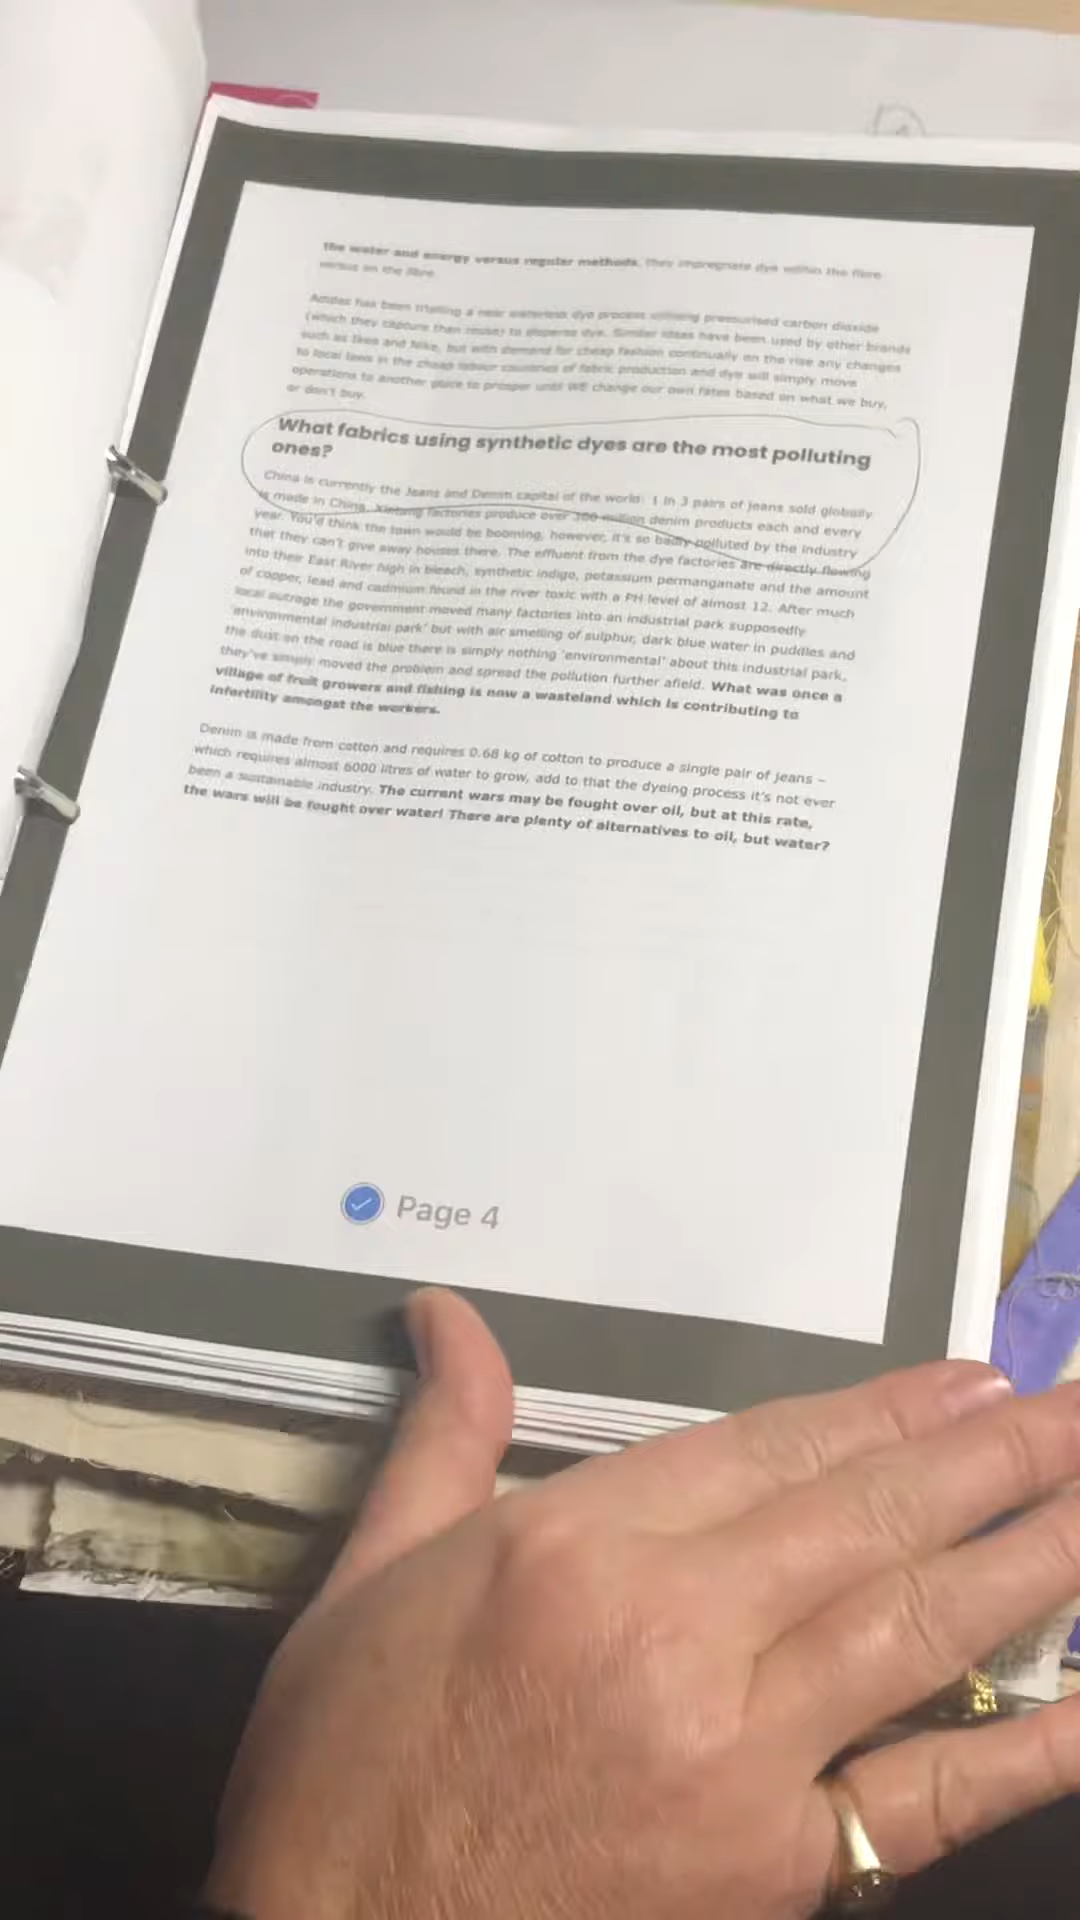 the water and energy versus regular methods. They impregnate dye within the fibre
versus on the fibre.
Adidas has been trialling a near waterless dye process utilising pressurised carbon dioxide
(which they capture then reuse) to disperse dye. Similar ideas have been used by other brands
such as Ikea and Nike, but with demand for cheap fashion continually on the rise any changes
to local laws in the cheap labour countries of fabric production and dye will simply move
operations to another place to prosper until WE change our own fates based on what we buy,
or don't buy.
What fabrics using synthetic dyes are the most polluting
ones?
China is currently the Jeans and Denim capital of the world: 1 in 3 pairs of jeans sold globally
is made in China. Xintang factories produce over 300 million denim products each and every
year. You'd think the town would be booming, however, it's so badly polluted by the industry
that they can't give away houses there. The effluent from the dye factories are directly flowing
into their East River high in bleach, synthetic indigo, potassium permanganate and the amount
of copper, lead and cadmium found in the river toxic with a PH level of almost 12. After much
local outrage the government moved many factories into an industrial park supposedly
'environmental industrial park' but with air smelling of sulphur, dark blue water in puddles and
the dust on the road is blue there is simply nothing 'environmental' about this industrial park,
they've simply moved the problem and spread the pollution further afield. What was once a
village of fruit growers and fishing is now a wasteland which is contributing to
infertility amongst the workers.
Denim is made from cotton and requires 0.68 kg of cotton to produce a single pair of jeans –
which requires almost 6000 litres of water to grow, add to that the dyeing process it's not ever
been a sustainable industry. The current wars may be fought over oil, but at this rate,
the wars will be fought over water! There are plenty of alternatives to oil, but water?
Page 4